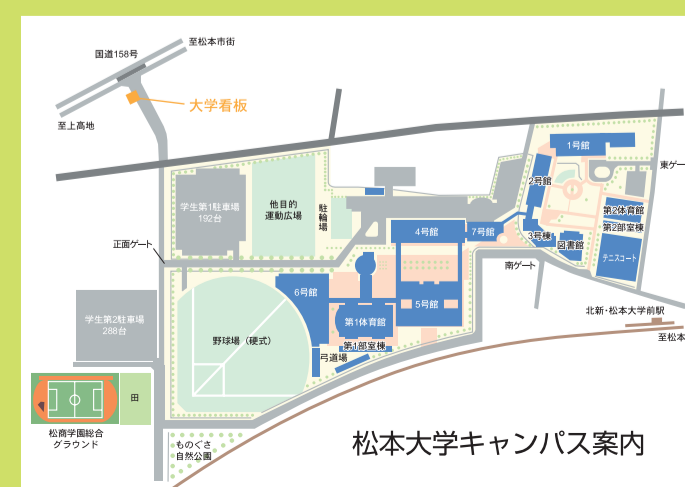 至松本市街
国道158号
大学看板
至上高地
1号館
東ゲー
2号館
学生第1駐車場
192台
他目的
運動広場
駐輪場
第2体育館
第2部室棟
4号館
7号館
3号棟
図書館
正面ゲート
テニスコート
南ゲート
6号館
5号館
学生第2駐車場
288台
第1体育館
北新・松本大学前駅
野球場（硬式）
第1部室棟
至松本
弓道場
田
松商学園総合
グラウンド
ものぐさ
自然公園
松本大学キャンパス案内